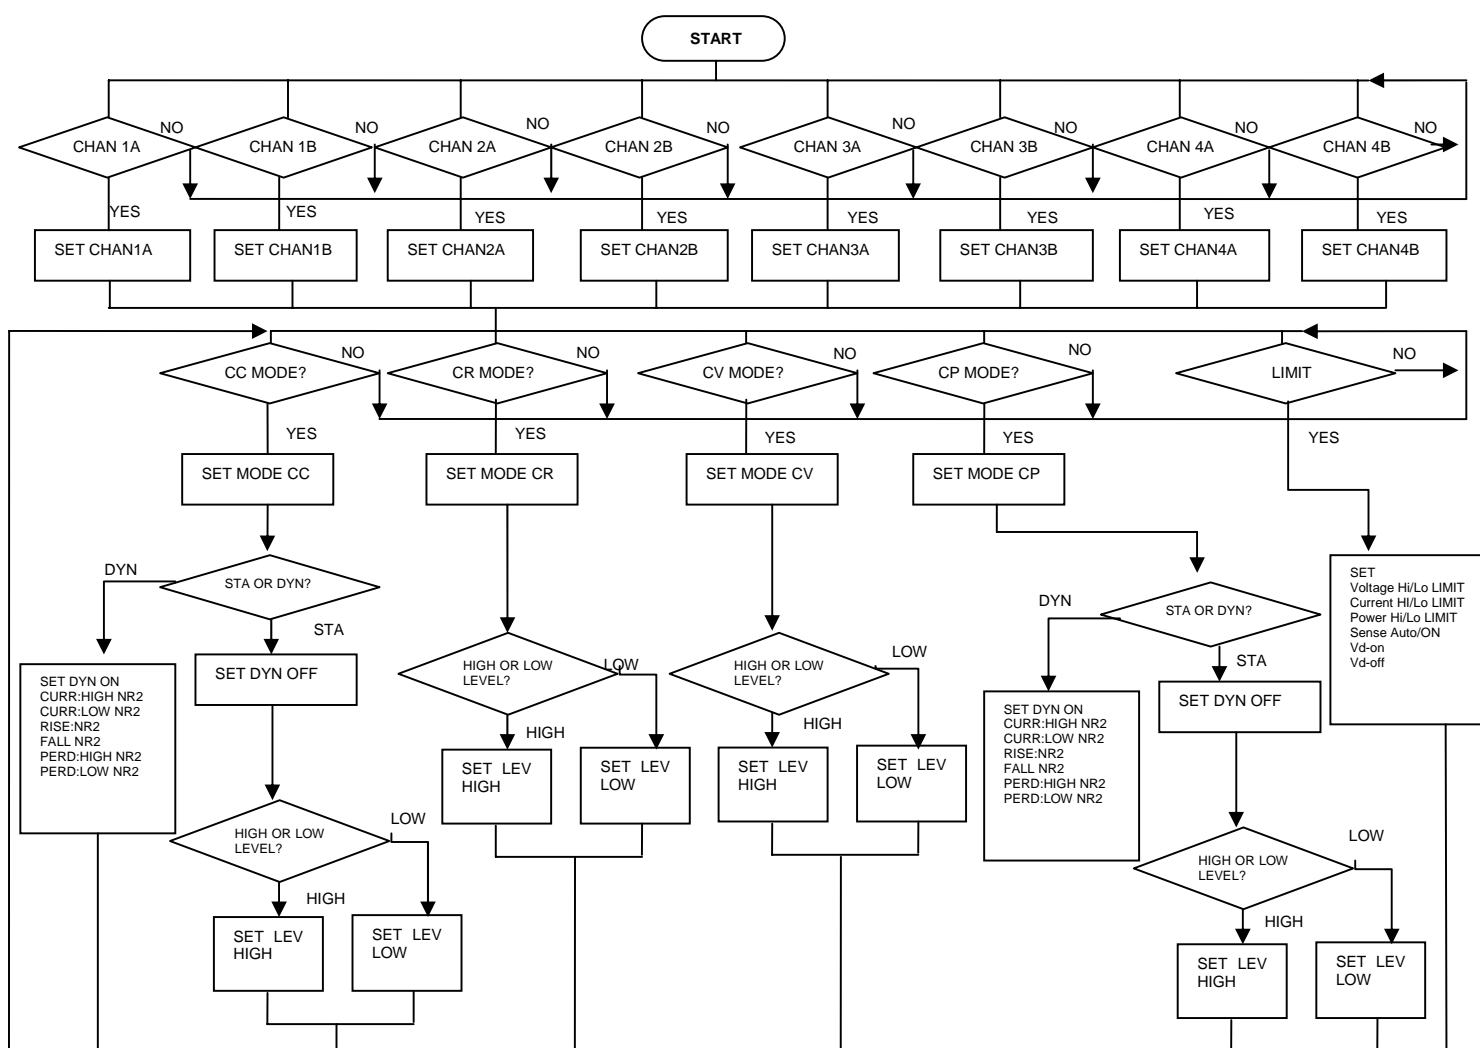 START
NO
NO
NO
NO
NO
NO
NO
NO
CHAN 1A
CHAN 1B
CHAN 2A
CHAN 2B
CHAN 3A
CHAN 3B
CHAN 4A
CHAN 4B
YES
YES
YES
YES
YES
YES
YES
YES
SET CHAN1A
SET CHAN1B
SET CHAN2A
SET CHAN2B
SET CHAN3A
SET CHAN3B
SET CHAN4A
SET CHAN4B
NO
NO
NO
NO
NO
CC MODE?
CR MODE?
CV MODE?
CP MODE?
LIMIT
YES
YES
YES
YES
YES
SET MODE CC
SET MODE CR
SET MODE CV
SET MODE CP
DYN
STA OR DYN?
STA
SET DYN OFF
SET DYN ON
CURR:HIGH NR2
CURR:LOW NR2
RISE:NR2
FALL NR2
PERD:HIGH NR2
PERD:LOW NR2
HIGH OR LOW
LEVEL?
LOW
HIGH
SET LEV
HIGH
SET LEV
LOW
HIGH OR LOW
LEVEL?
LOW
HIGH
SET LEV
HIGH
SET LEV
LOW
HIGH OR LOW
LEVEL?
LOW
HIGH
SET LEV
HIGH
SET LEV
LOW
DYN
STA OR DYN?
STA
SET DYN OFF
SET DYN ON
CURR:HIGH NR2
CURR:LOW NR2
RISE:NR2
FALL NR2
PERD:HIGH NR2
PERD:LOW NR2
HIGH OR LOW
LEVEL?
LOW
HIGH
SET LEV
HIGH
SET LEV
LOW
SET
Voltage Hi/Lo LIMIT
Current HI/Lo LIMIT
Power Hi/Lo LIMIT
Sense Auto/ON
Vd-on
Vd-off